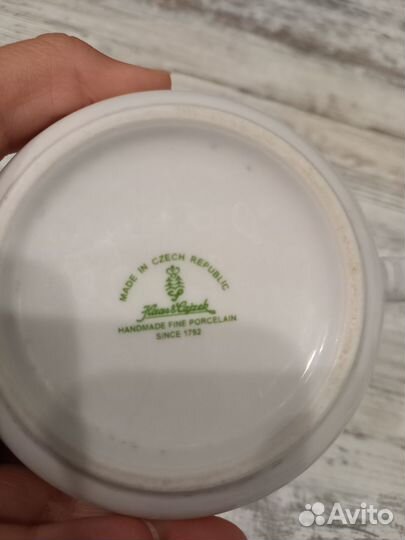 MADE IN CZECH REPUBLIC
Haas & Czjzek
HANDMADE FINE PORCELAIN
SINCE 1792
Avito